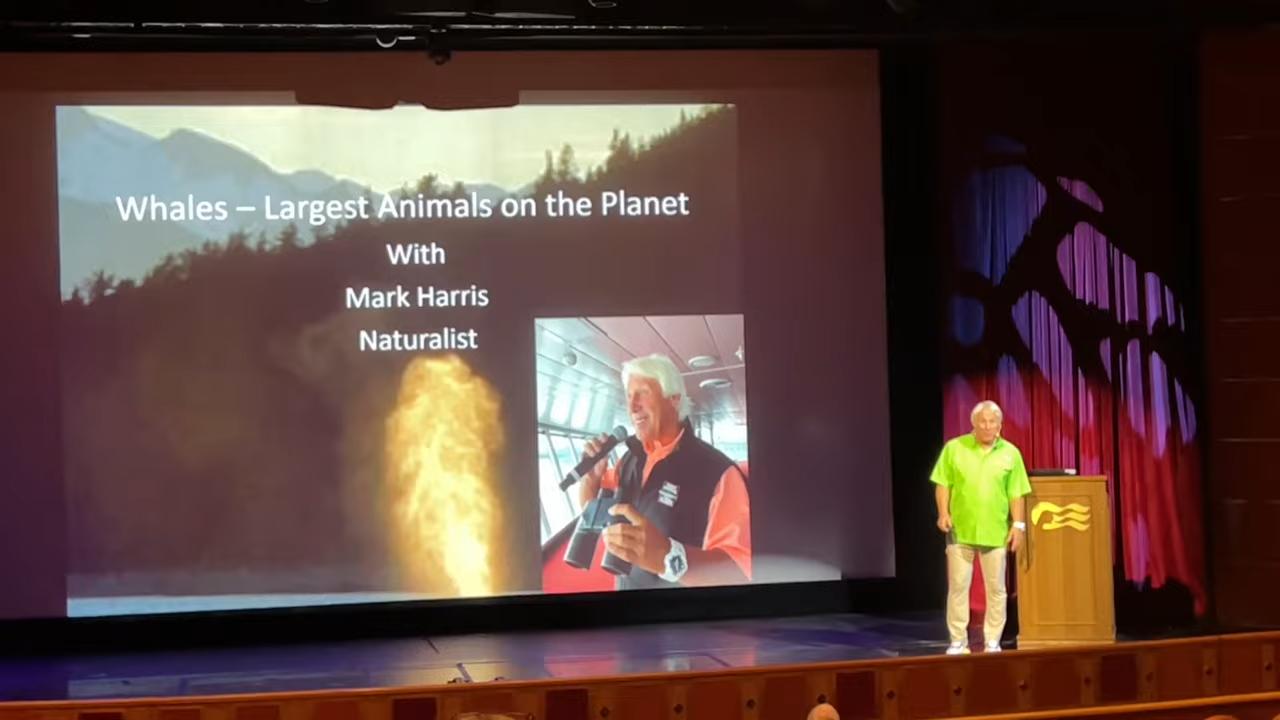 Whales – Largest Animals on the Planet
With
Mark Harris
Naturalist